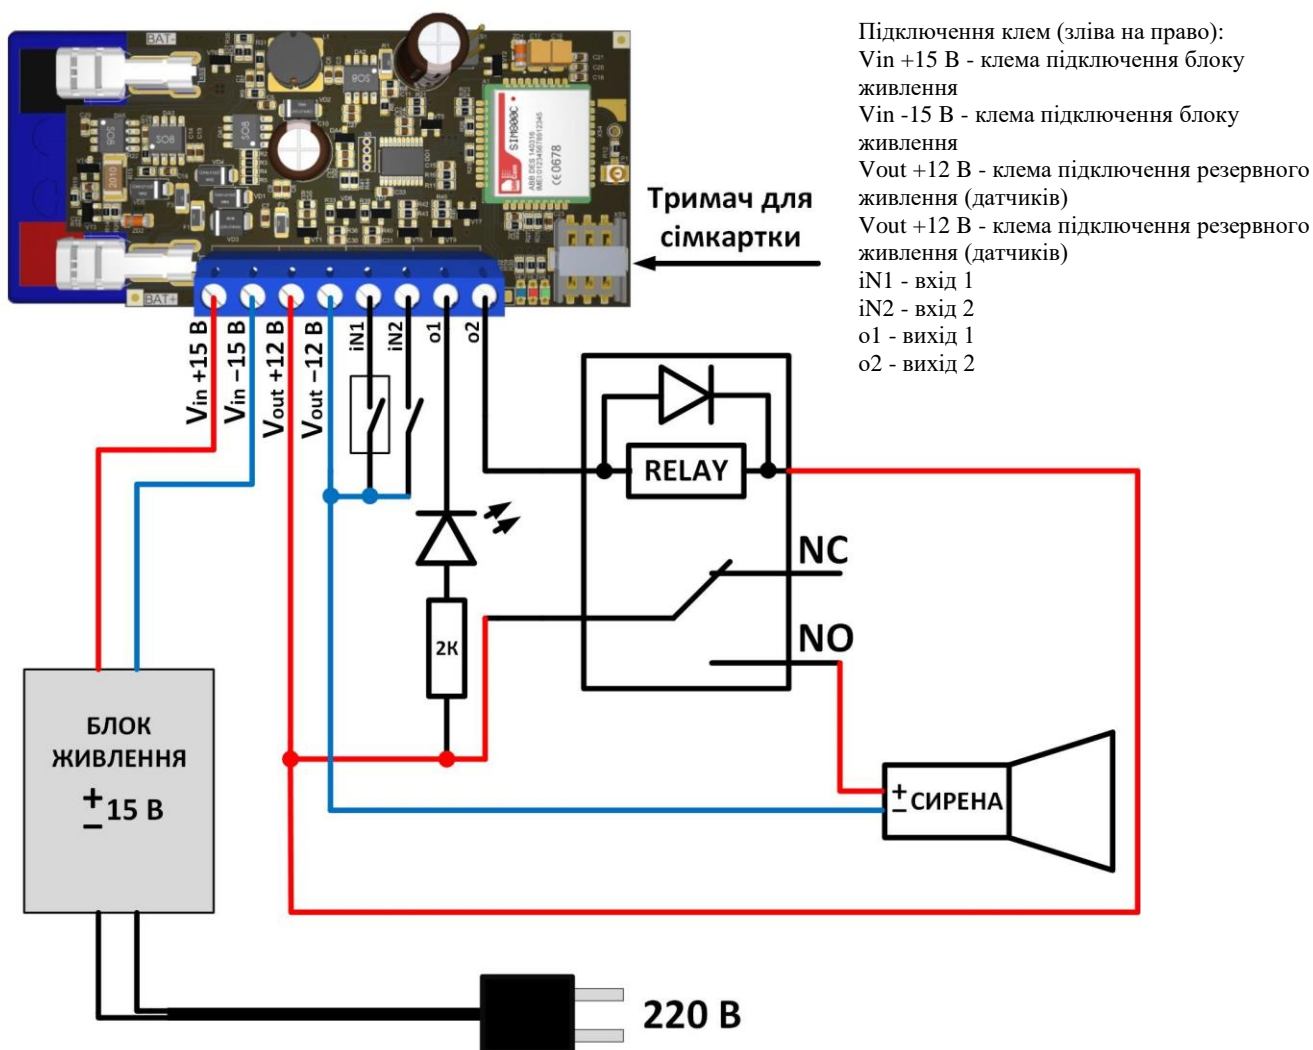 Підключення клем (зліва на право):
Vin +15 В - клема підключення блоку
живлення
Vin -15 В - клема підключення блоку
живлення
Vout +12 В - клема підключення резервного
живлення (датчиків)
Vout +12 В - клема підключення резервного
живлення (датчиків)
iN1 - вхід 1
iN2 - вхід 2
o1 - вихід 1
o2 - вихід 2
BAT-
SIM800C
CE0678
Тримач для
сімкартки
BAT+
Vin +15 В
Vin –15 В
Vout +12 В
Vout –12 В
iN1
iN2
o1
o2
RELAY
NC
NO
2К
БЛОК
ЖИВЛЕННЯ
+
– 15 В
+
– СИРЕНА
220 В